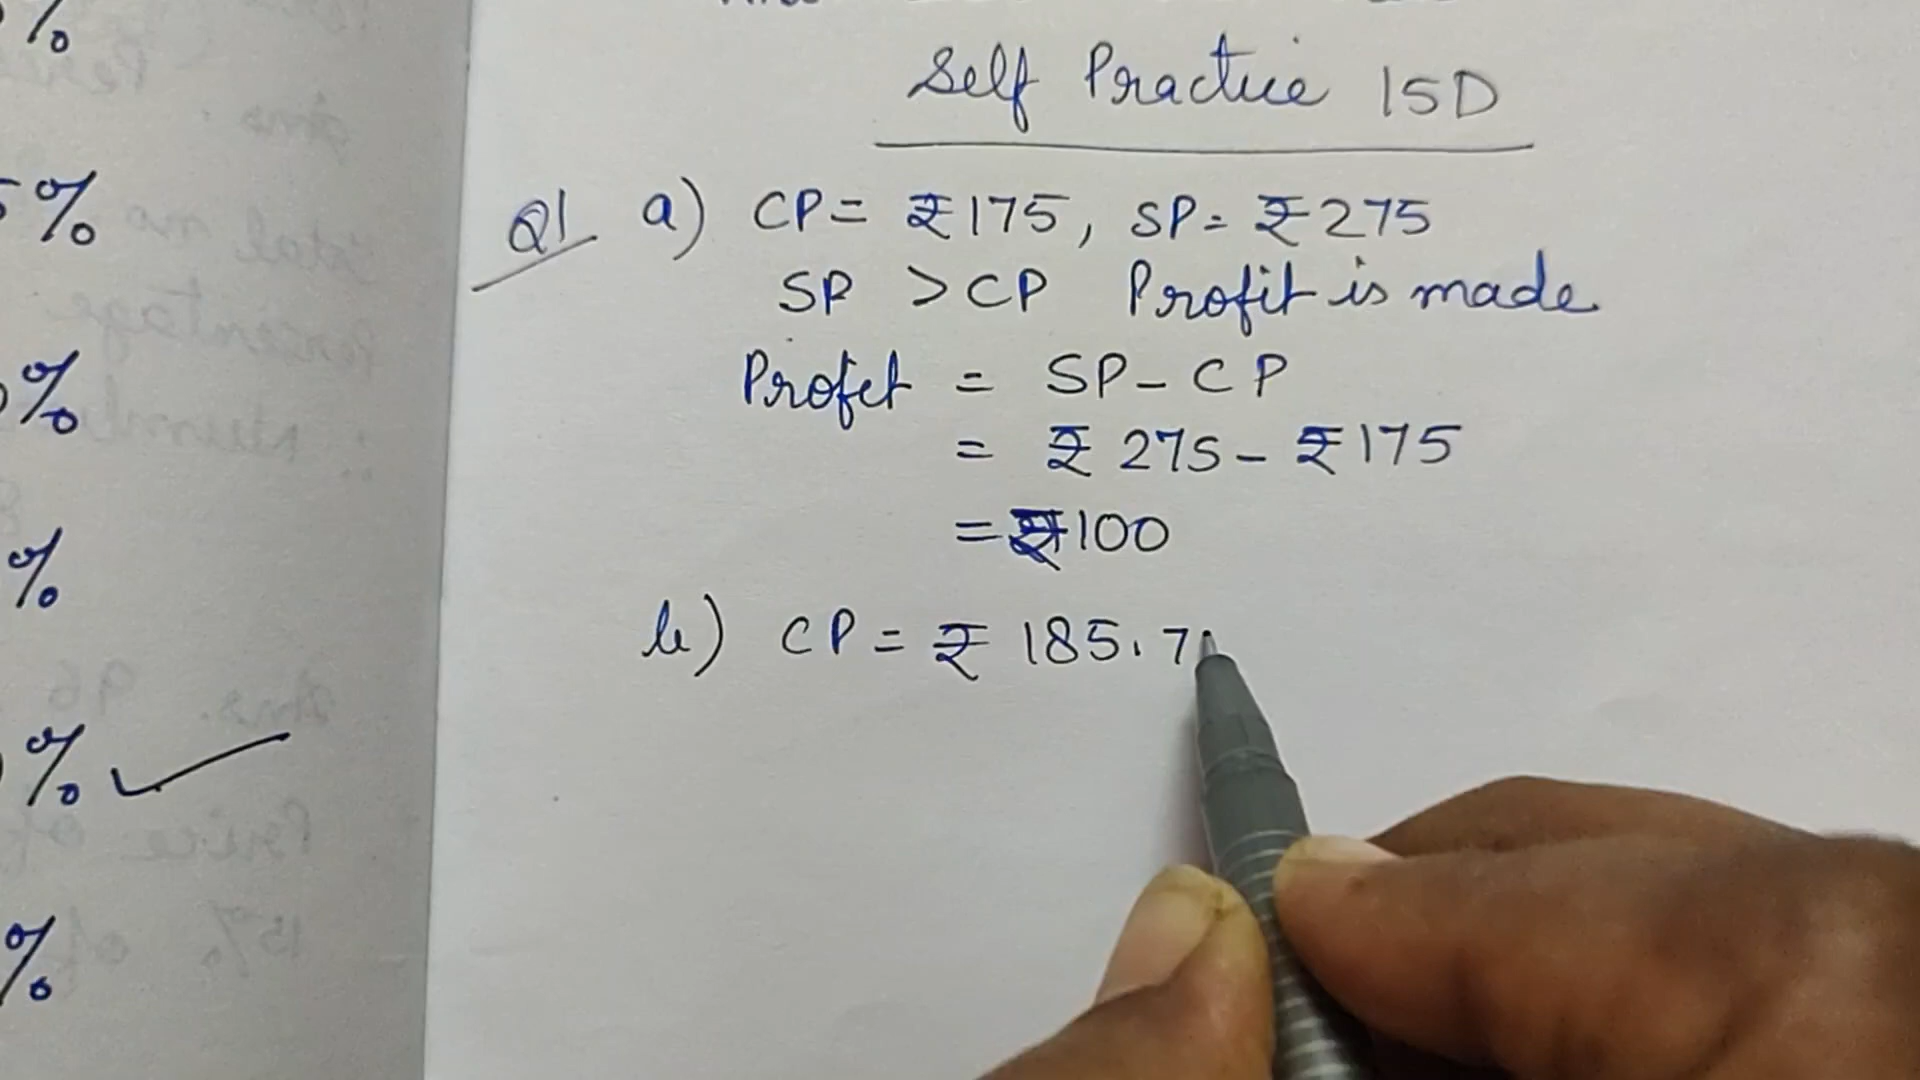 %
5%
%
%
%
%
Self Practice 15D
Q1 a) CP = ₹175, SP = ₹275
SP > CP Profit is made
Profit = SP - CP
= ₹ 275 - ₹175
= ₹100
b) CP = ₹ 185.7